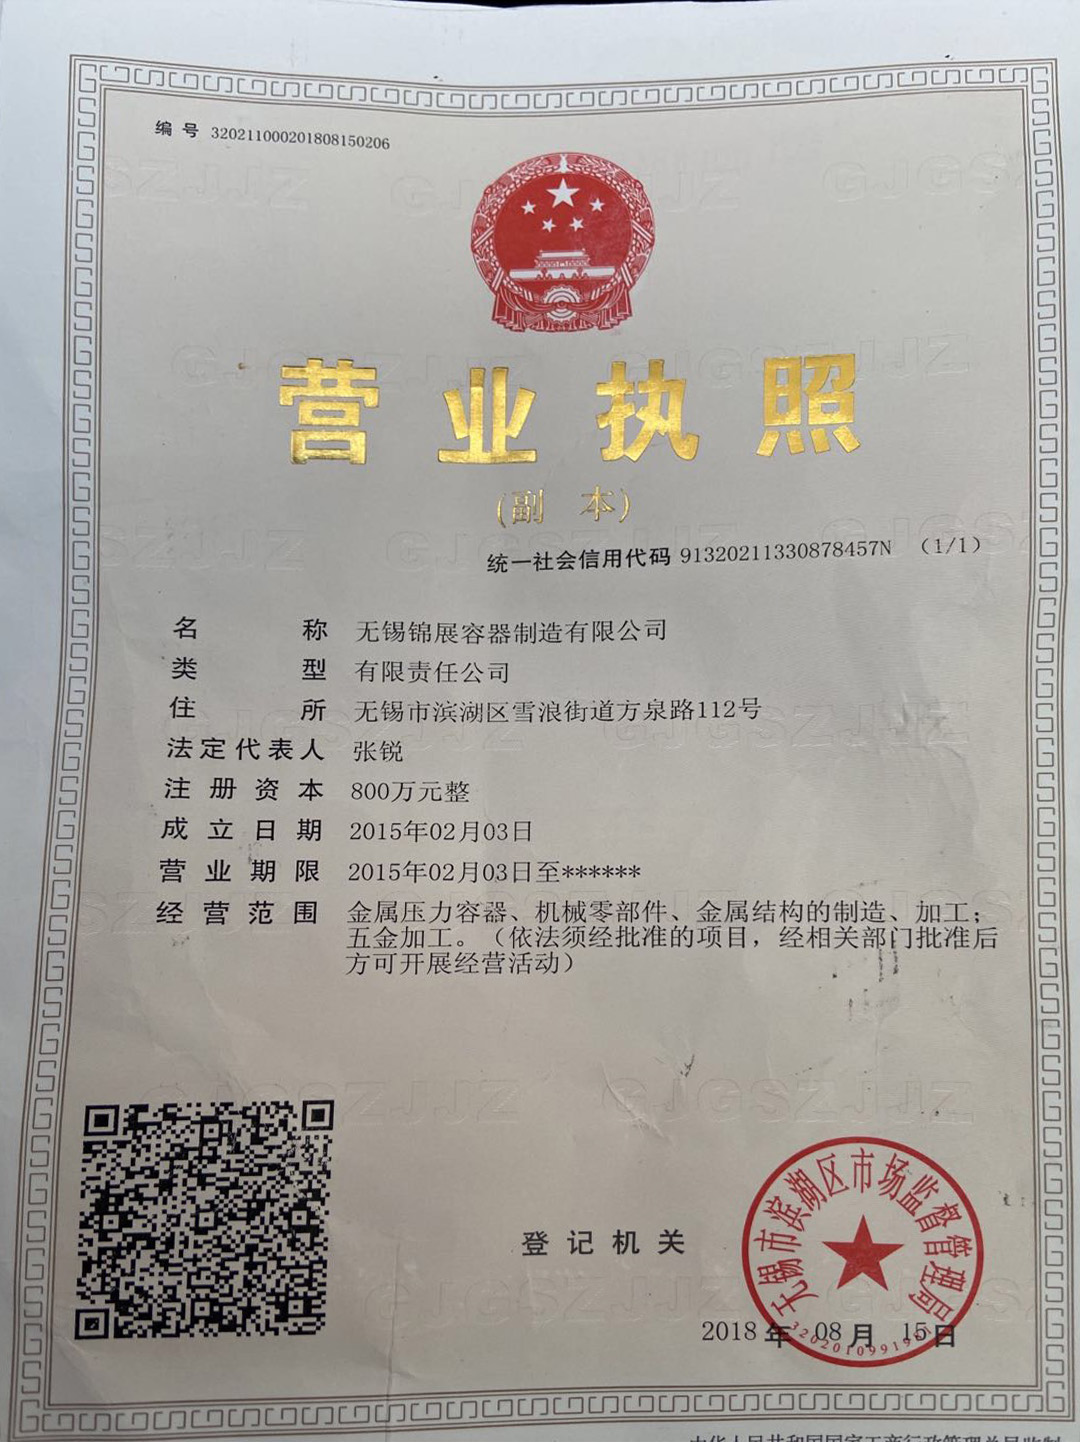 编 号 320211000201808150206
营业执照
(副 本)
统一社会信用代码 91320211330878457N (1/1)
名 称 无锡锦展容器制造有限公司
类 型 有限责任公司
住 所 无锡市滨湖区雪浪街道方泉路112号
法定代表人 张锐
注册资本 800万元整
成立日期 2015年02月03日
营业期限 2015年02月03日至******
经营范围 金属压力容器、机械零部件、金属结构的制造、加工；
五金加工。（依法须经批准的项目，经相关部门批准后
方可开展经营活动）
登记机关
无锡市滨湖区市场监督管理局
2018年08月15日